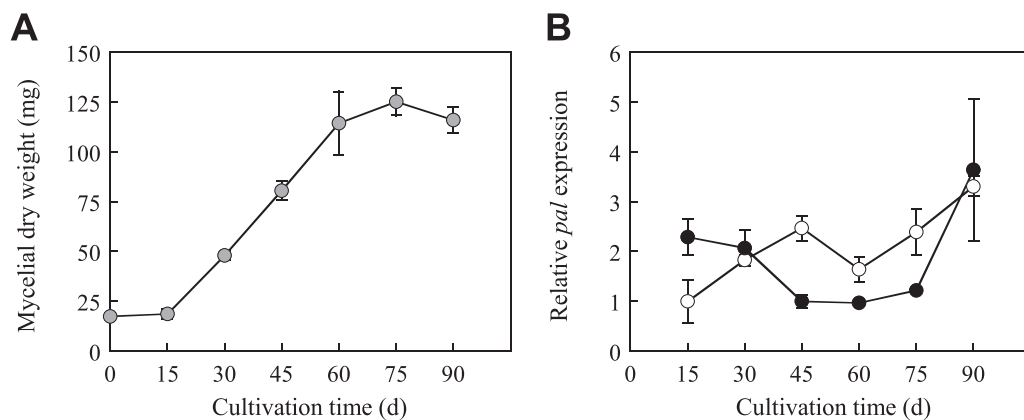 A
B
150
125
100
75
50
25
0
Mycelial dry weight (mg)
0 15 30 45 60 75 90
Cultivation time (d)
6
5
4
3
2
1
0
Relative pal expression
0 15 30 45 60 75 90
Cultivation time (d)